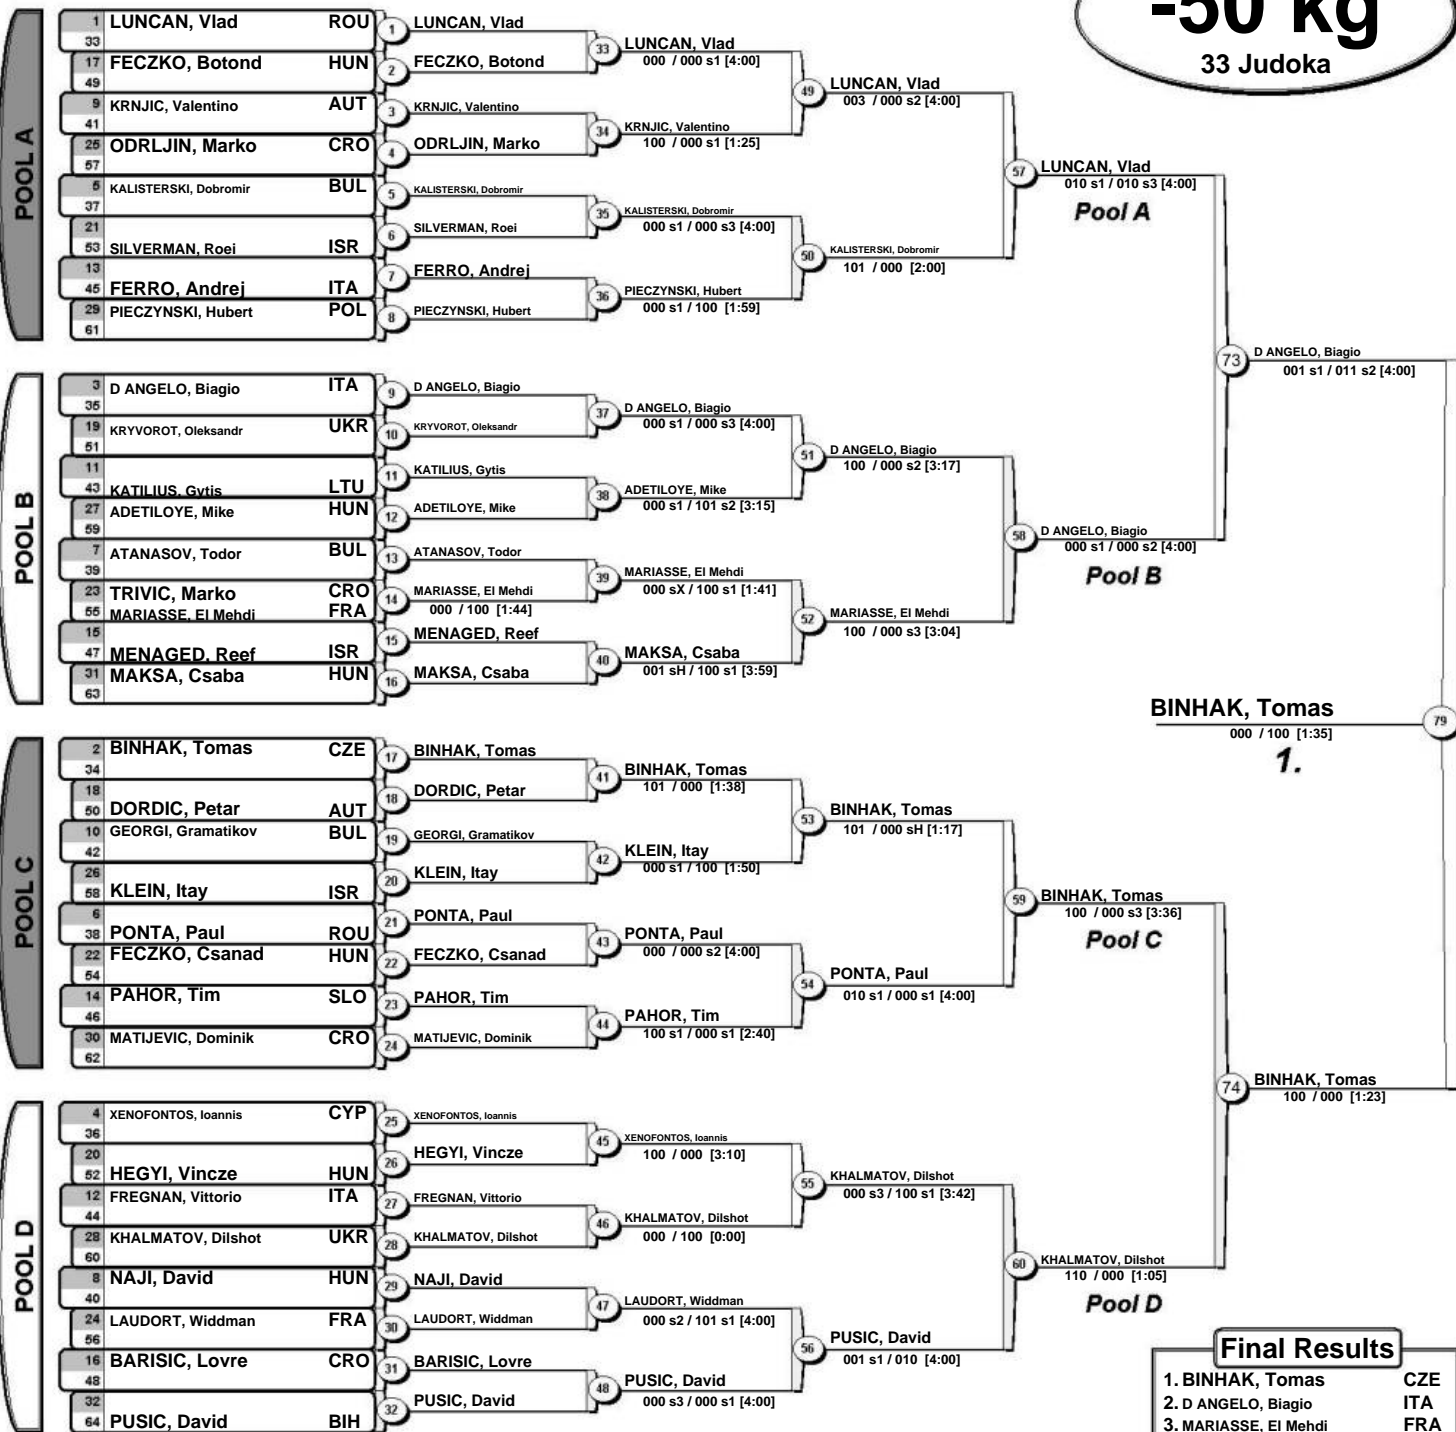 -50 kg
33 Judoka
POOL A
1 LUNCAN, Vlad ROU
33
17 FECZKO, Botond HUN
49
9 KRNJIC, Valentino AUT
41
25 ODRLJIN, Marko CRO
57
5 KALISTERSKI, Dobromir BUL
37
21
53 SILVERMAN, Roei ISR
13
45 FERRO, Andrej ITA
29 PIECZYNSKI, Hubert POL
61
1 LUNCAN, Vlad
2 FECZKO, Botond
3 KRNJIC, Valentino
4 ODRLJIN, Marko
5 KALISTERSKI, Dobromir
6 SILVERMAN, Roei
7 FERRO, Andrej
8 PIECZYNSKI, Hubert
33 LUNCAN, Vlad
000 / 000 s1 [4:00]
34 KRNJIC, Valentino
100 / 000 s1 [1:25]
35 KALISTERSKI, Dobromir
000 s1 / 000 s3 [4:00]
36 PIECZYNSKI, Hubert
000 s1 / 100 [1:59]
49 LUNCAN, Vlad
003 / 000 s2 [4:00]
50 KALISTERSKI, Dobromir
101 / 000 [2:00]
57 LUNCAN, Vlad
010 s1 / 010 s3 [4:00]
Pool A
POOL B
3 D ANGELO, Biagio ITA
35
19 KRYVOROT, Oleksandr UKR
51
11
43 KATILIUS, Gytis LTU
27 ADETILOYE, Mike HUN
59
7 ATANASOV, Todor BUL
39
23 TRIVIC, Marko CRO
55 MARIASSE, El Mehdi FRA
15
47 MENAGED, Reef ISR
31 MAKSA, Csaba HUN
63
9 D ANGELO, Biagio
10 KRYVOROT, Oleksandr
11 KATILIUS, Gytis
12 ADETILOYE, Mike
13 ATANASOV, Todor
14 MARIASSE, El Mehdi
000 / 100 [1:44]
15 MENAGED, Reef
16 MAKSA, Csaba
37 D ANGELO, Biagio
000 s1 / 000 s3 [4:00]
38 ADETILOYE, Mike
000 s1 / 101 s2 [3:15]
39 MARIASSE, El Mehdi
000 sX / 100 s1 [1:41]
40 MAKSA, Csaba
001 sH / 100 s1 [3:59]
51 D ANGELO, Biagio
100 / 000 s2 [3:17]
52 MARIASSE, El Mehdi
100 / 000 s3 [3:04]
58 D ANGELO, Biagio
000 s1 / 000 s2 [4:00]
Pool B
73 D ANGELO, Biagio
001 s1 / 011 s2 [4:00]
BINHAK, Tomas 79
000 / 100 [1:35]
1.
POOL C
2 BINHAK, Tomas CZE
34
18
50 DORDIC, Petar AUT
10 GEORGI, Gramatikov BUL
42
26
58 KLEIN, Itay ISR
6
38 PONTA, Paul ROU
22 FECZKO, Csanad HUN
54
14 PAHOR, Tim SLO
46
30 MATIJEVIC, Dominik CRO
62
17 BINHAK, Tomas
18 DORDIC, Petar
19 GEORGI, Gramatikov
20 KLEIN, Itay
21 PONTA, Paul
22 FECZKO, Csanad
23 PAHOR, Tim
24 MATIJEVIC, Dominik
41 BINHAK, Tomas
101 / 000 [1:38]
42 KLEIN, Itay
000 s1 / 100 [1:50]
43 PONTA, Paul
000 / 000 s2 [4:00]
44 PAHOR, Tim
100 s1 / 000 s1 [2:40]
53 BINHAK, Tomas
101 / 000 sH [1:17]
54 PONTA, Paul
010 s1 / 000 s1 [4:00]
59 BINHAK, Tomas
100 / 000 s3 [3:36]
Pool C
74 BINHAK, Tomas
100 / 000 [1:23]
POOL D
4 XENOFONTOS, Ioannis CYP
36
20
52 HEGYI, Vincze HUN
12 FREGNAN, Vittorio ITA
44
28 KHALMATOV, Dilshot UKR
60
8 NAJI, David HUN
40
24 LAUDORT, Widdman FRA
56
16 BARISIC, Lovre CRO
48
32
64 PUSIC, David BIH
25 XENOFONTOS, Ioannis
26 HEGYI, Vincze
27 FREGNAN, Vittorio
28 KHALMATOV, Dilshot
29 NAJI, David
30 LAUDORT, Widdman
31 BARISIC, Lovre
32 PUSIC, David
45 XENOFONTOS, Ioannis
100 / 000 [3:10]
46 KHALMATOV, Dilshot
000 / 100 [0:00]
47 LAUDORT, Widdman
000 s2 / 101 s1 [4:00]
48 PUSIC, David
000 s3 / 000 s1 [4:00]
55 KHALMATOV, Dilshot
000 s3 / 100 s1 [3:42]
56 PUSIC, David
001 s1 / 010 [4:00]
60 KHALMATOV, Dilshot
110 / 000 [1:05]
Pool D
Final Results
1. BINHAK, Tomas CZE
2. D ANGELO, Biagio ITA
3. MARIASSE, El Mehdi FRA